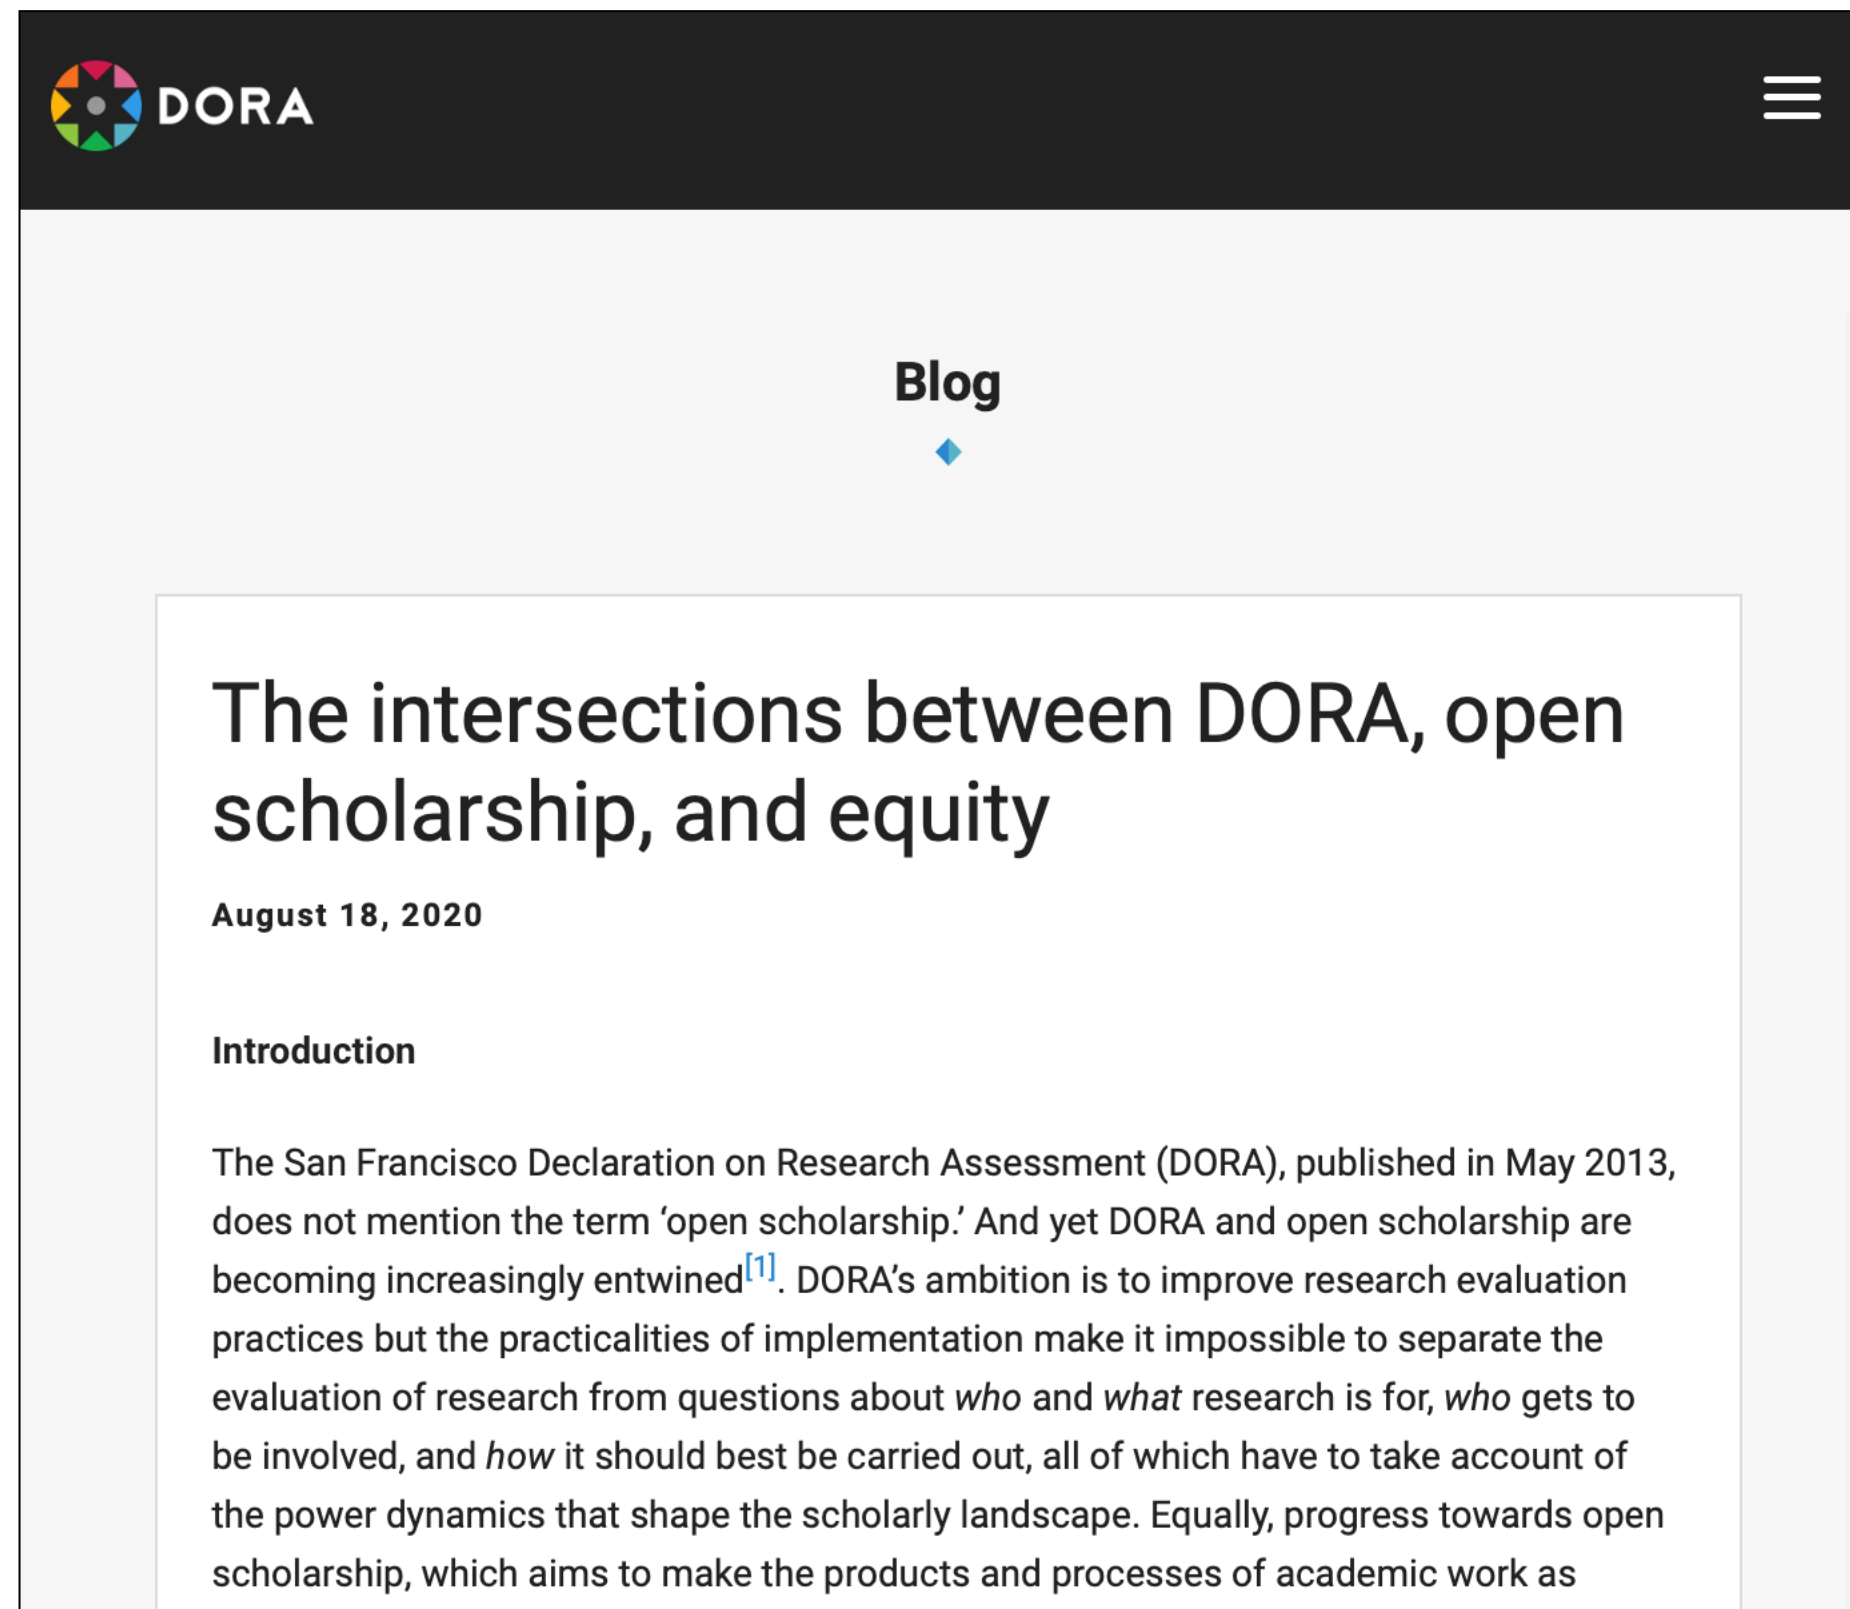 DORA
Blog
The intersections between DORA, open
scholarship, and equity
August 18, 2020
Introduction
The San Francisco Declaration on Research Assessment (DORA), published in May 2013,
does not mention the term ‘open scholarship.’ And yet DORA and open scholarship are
becoming increasingly entwined[1]. DORA’s ambition is to improve research evaluation
practices but the practicalities of implementation make it impossible to separate the
evaluation of research from questions about who and what research is for, who gets to
be involved, and how it should best be carried out, all of which have to take account of
the power dynamics that shape the scholarly landscape. Equally, progress towards open
scholarship, which aims to make the products and processes of academic work as